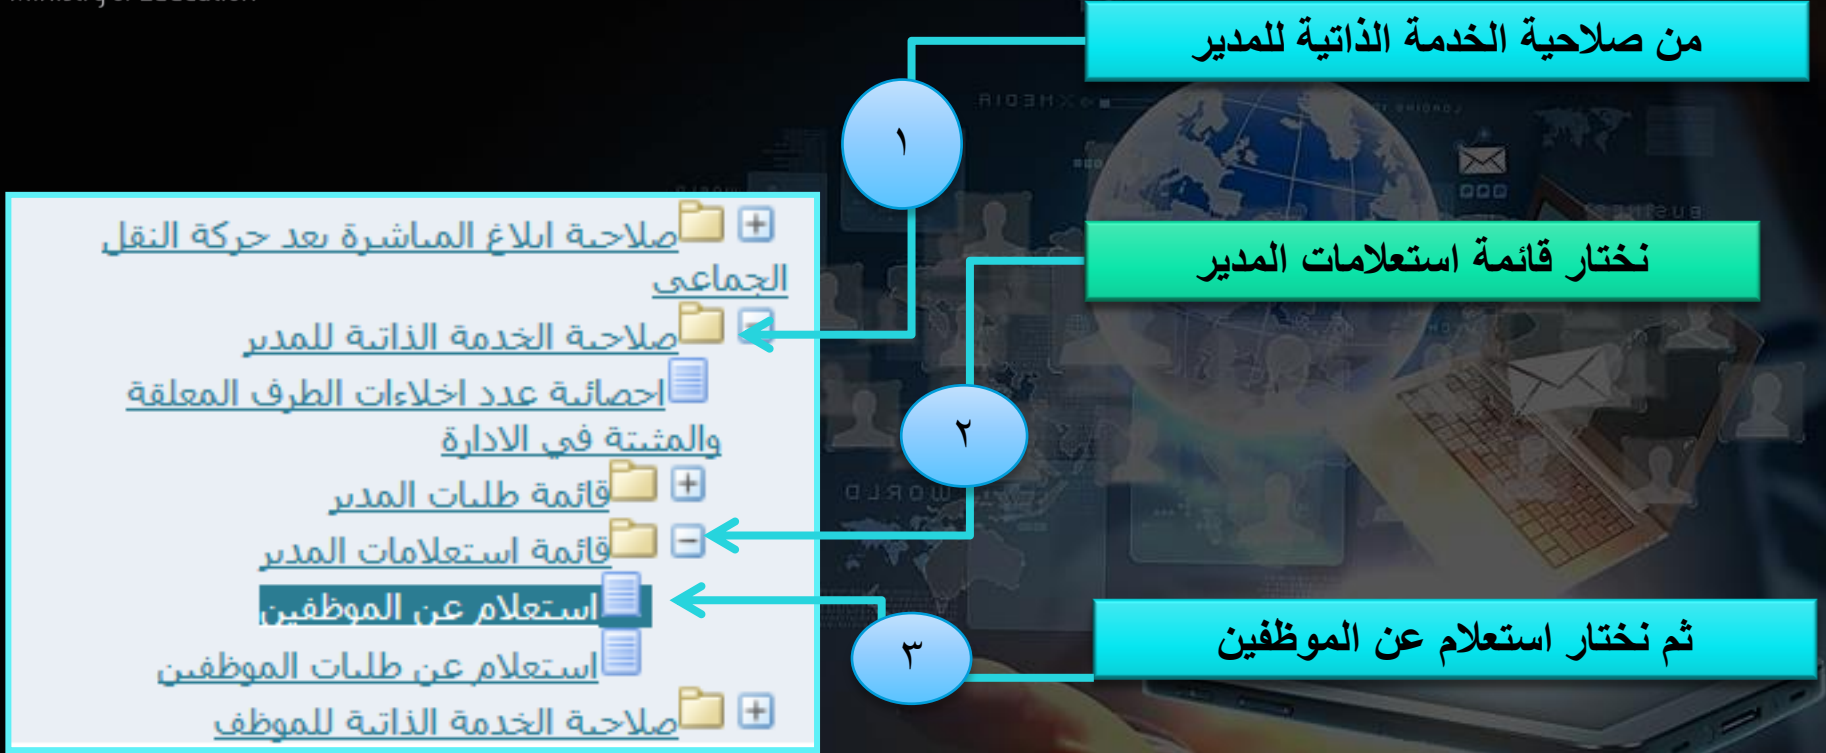 من صلاحية الخدمة الذاتية للمدير
١
نختار قائمة استعلامات المدير
٢
ثم نختار استعلام عن الموظفين
٣
صلاحية ابلاغ المباشرة بعد حركة النقل
الجماعي
صلاحية الخدمة الذاتية للمدير
احصائية عدد اخلاءات الطرف المعلقة
والمثبتة في الادارة
قائمة طلبات المدير
قائمة استعلامات المدير
استعلام عن الموظفين
استعلام عن طلبات الموظفين
صلاحية الخدمة الذاتية للموظف